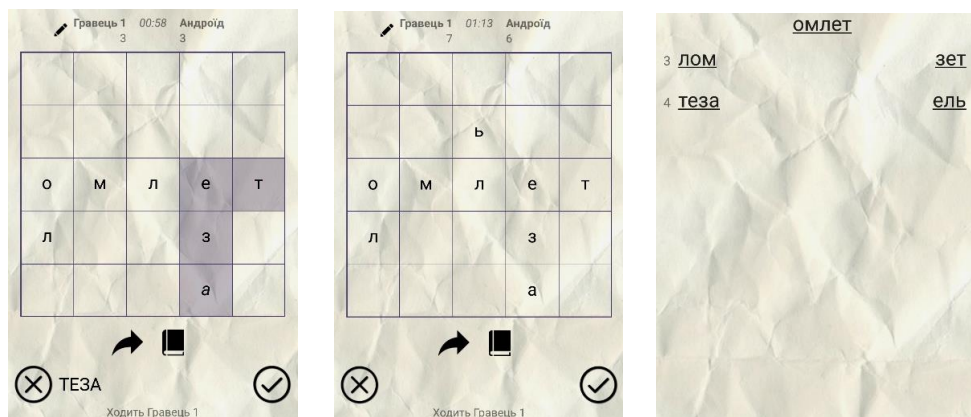 Гравець 1 00:58 Андроїд
3 3
о м л е т
л з
а
ТЕЗА
Ходить Гравець 1
Гравець 1 01:13 Андроїд
7 6
ь
о м л е т
л з
а
Ходить Гравець 1
омлет
3 лом зет
4 теза ель